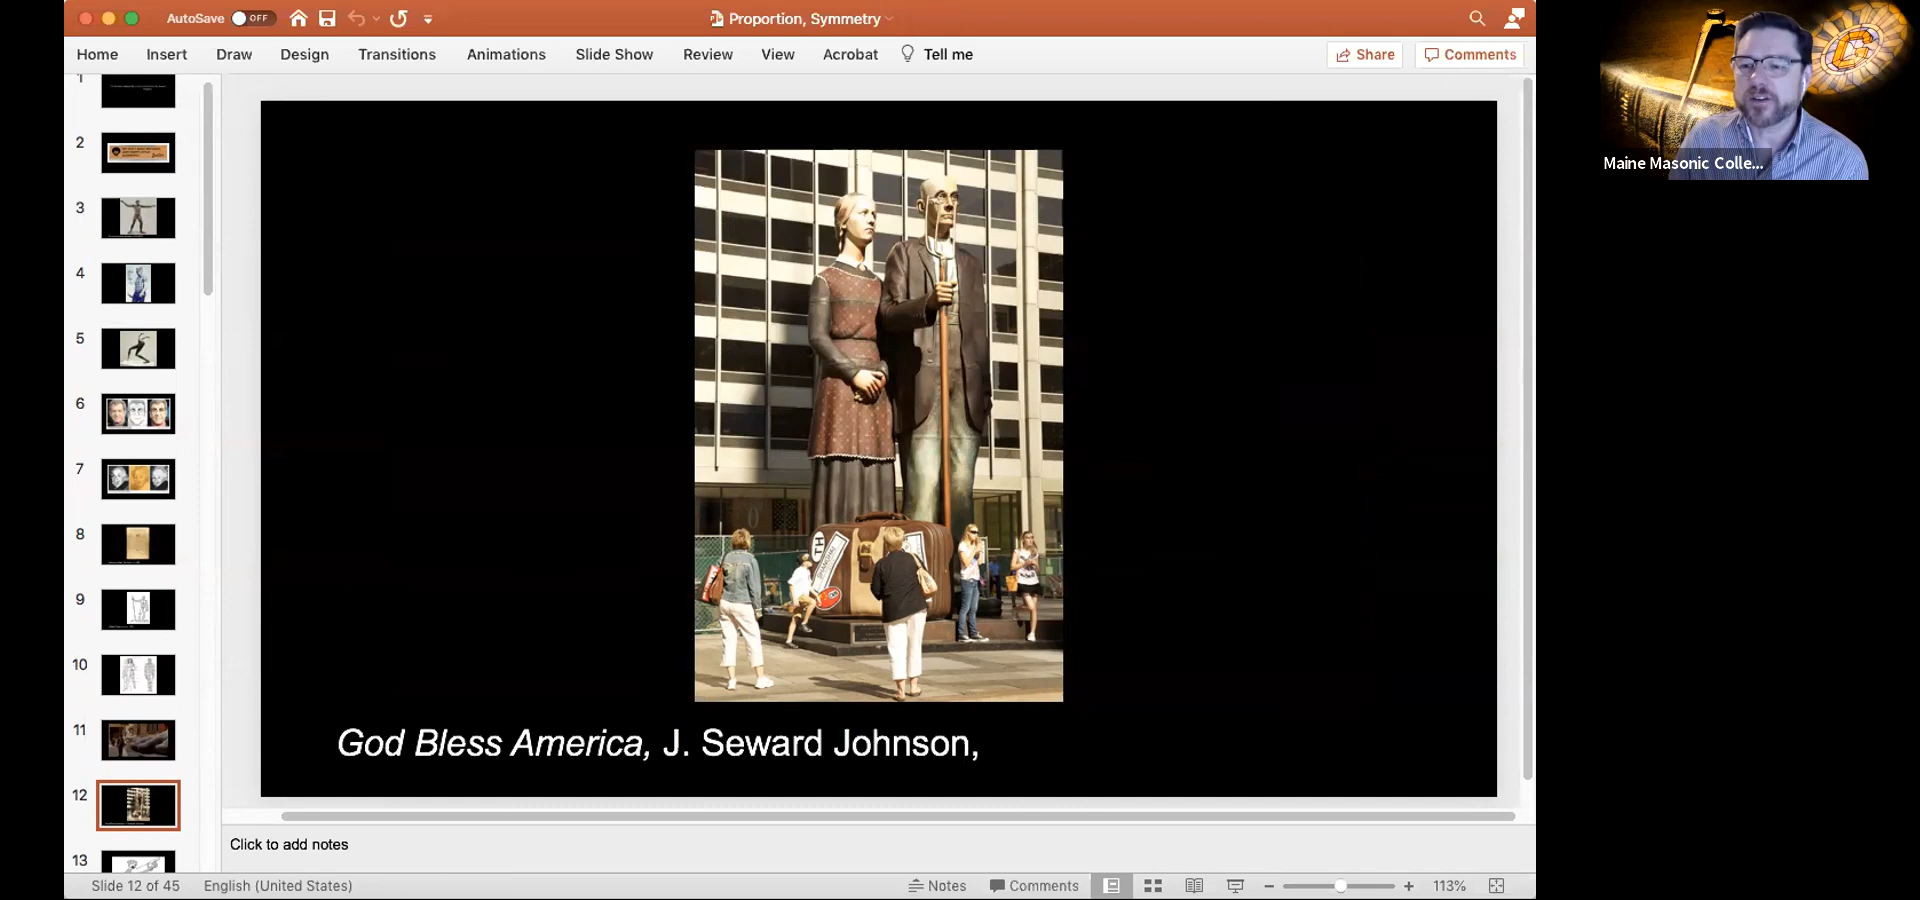 AutoSave OFF
Proportion, Symmetry
Home Insert Draw Design Transitions Animations Slide Show Review View Acrobat Tell me
Share Comments
Maine Masonic Colle...
1
2
3
4
5
6
7
8
9
10
11
12
13
TH
SHANGHAI
God Bless America, J. Seward Johnson,
Click to add notes
Slide 12 of 45 English (United States)
Notes Comments
113%
G